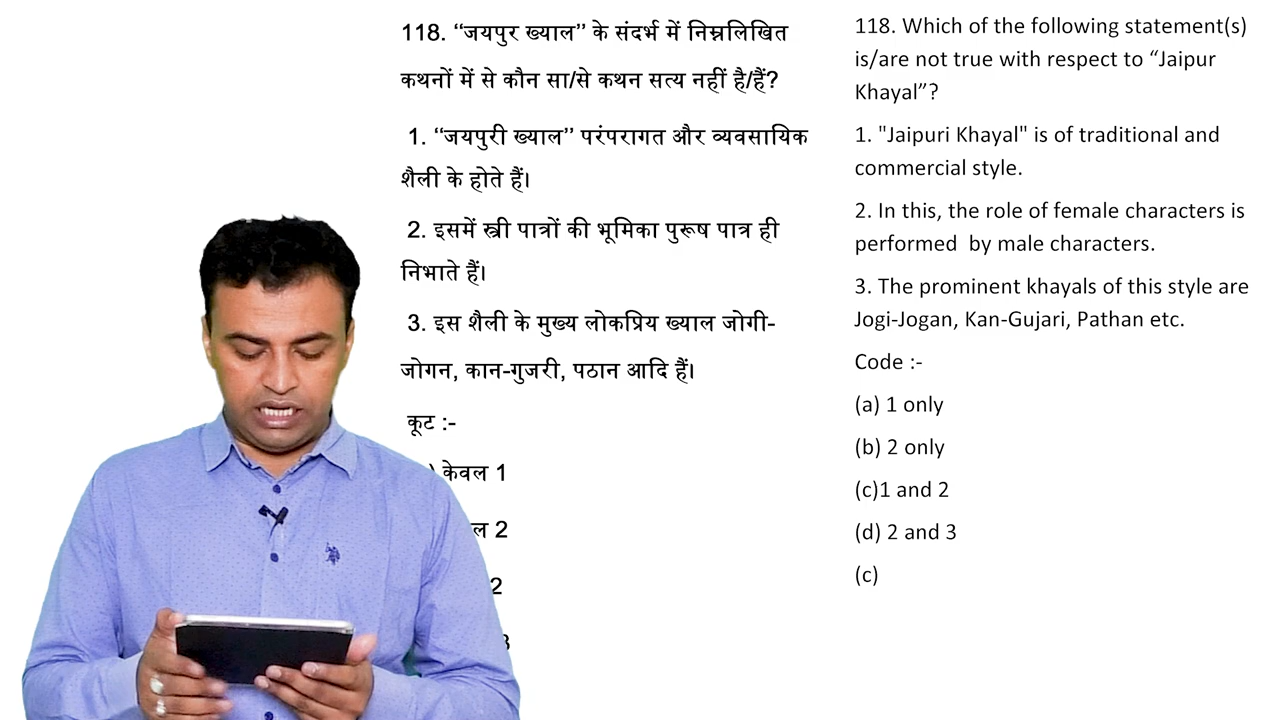 118. “जयपुर ख्याल” के संदर्भ में निम्नलिखित
कथनों में से कौन सा/से कथन सत्य नहीं है/हैं?
1. “जयपुरी ख्याल” परंपरागत और व्यवसायिक
शैली के होते हैं।
2. इसमें स्त्री पात्रों की भूमिका पुरूष पात्र ही
निभाते हैं।
3. इस शैली के मुख्य लोकप्रिय ख्याल जोगी-
जोगन, कान-गुजरी, पठान आदि हैं।
कूट :-
) केवल 1
ल 2
2
3
118. Which of the following statement(s)
is/are not true with respect to “Jaipur
Khayal”?
1. "Jaipuri Khayal" is of traditional and
commercial style.
2. In this, the role of female characters is
performed  by male characters.
3. The prominent khayals of this style are
Jogi-Jogan, Kan-Gujari, Pathan etc.
Code :-
(a) 1 only
(b) 2 only
(c)1 and 2
(d) 2 and 3
(c)